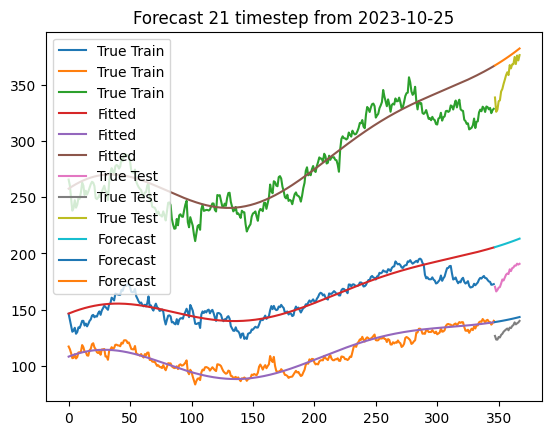 Forecast 21 timestep from 2023-10-25
True Train
True Train
True Train
Fitted
Fitted
Fitted
True Test
True Test
True Test
Forecast
Forecast
Forecast
350
300
250
200
150
100
0 50 100 150 200 250 300 350